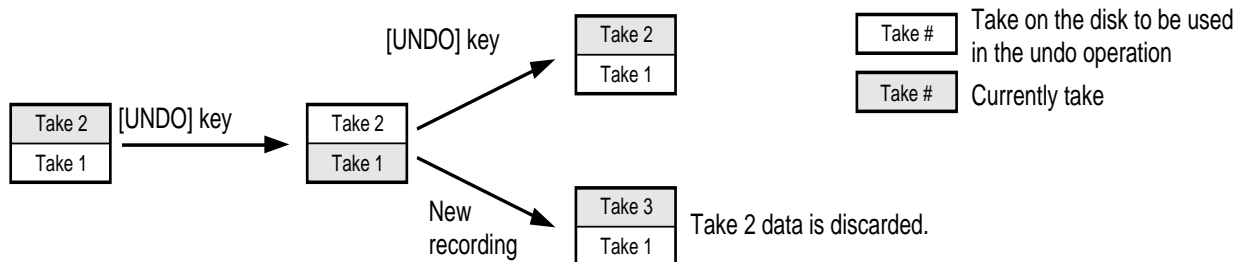 Take 2
Take 1
[UNDO] key
Take 2
Take 1
[UNDO] key
Take 2
Take 1
New
recording
Take 3
Take 1
Take 2 data is discarded.
Take #
Take on the disk to be used
in the undo operation
Take #
Currently take